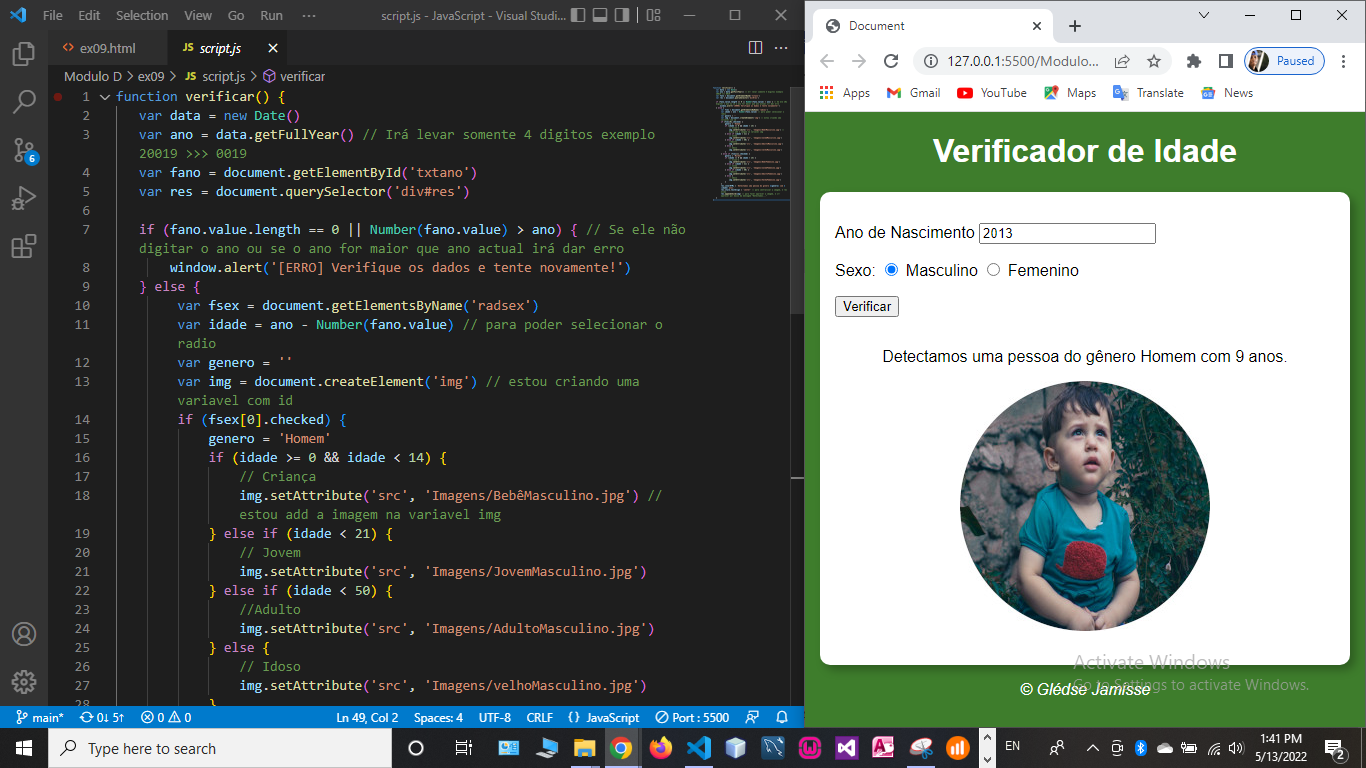 File Edit Selection View Go Run ··· script.js - JavaScript - Visual Studi...
ex09.html JS script.js
Modulo D > ex09 > JS script.js > verificar
1 function verificar() {
2 var data = new Date()
3 var ano = data.getFullYear() // Irá levar somente 4 digitos exemplo
20019 >>> 0019
4 var fano = document.getElementById('txtano')
5 var res = document.querySelector('div#res')
6
7 if (fano.value.length == 0 || Number(fano.value) > ano) { // Se ele não
digitar o ano ou se o ano for maior que ano actual irá dar erro
8 window.alert('[ERRO] Verifique os dados e tente novamente!')
9 } else {
10 var fsex = document.getElementsByName('radsex')
11 var idade = ano - Number(fano.value) // para poder selecionar o
radio
12 var genero = ''
13 var img = document.createElement('img') // estou criando uma
variavel com id
14 if (fsex[0].checked) {
15 genero = 'Homem'
16 if (idade >= 0 && idade < 14) {
17 // Criança
18 img.setAttribute('src', 'Imagens/BebêMasculino.jpg') //
estou add a imagem na variavel img
19 } else if (idade < 21) {
20 // Jovem
21 img.setAttribute('src', 'Imagens/JovemMasculino.jpg')
22 } else if (idade < 50) {
23 //Adulto
24 img.setAttribute('src', 'Imagens/AdultoMasculino.jpg')
25 } else {
26 // Idoso
27 img.setAttribute('src', 'Imagens/velhoMasculino.jpg')
28 }
6
main* 0↓ 5↑ 0 0 Ln 49, Col 2 Spaces: 4 UTF-8 CRLF {} JavaScript Port : 5500
Document
127.0.0.1:5500/Modulo... Paused
Apps Gmail YouTube Maps Translate News
Verificador de Idade
Ano de Nascimento 2013
Sexo: Masculino Femenino
Verificar
Detectamos uma pessoa do gênero Homem com 9 anos.
Activate Windows
Go to Settings to activate Windows.
© Glédse Jamisse
Type here to search
EN
1:41 PM
5/13/2022
2